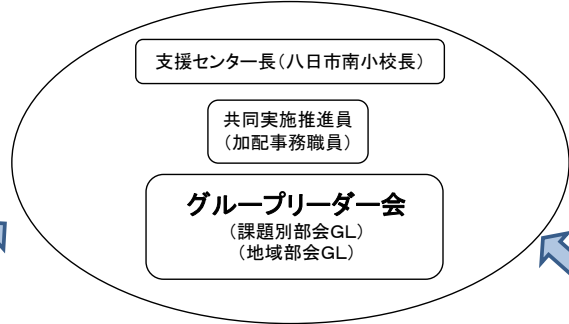 支援センター長(八日市南小校長)
共同実施推進員
(加配事務職員)
グループリーダー会
(課題別部会GL)
(地域部会GL)